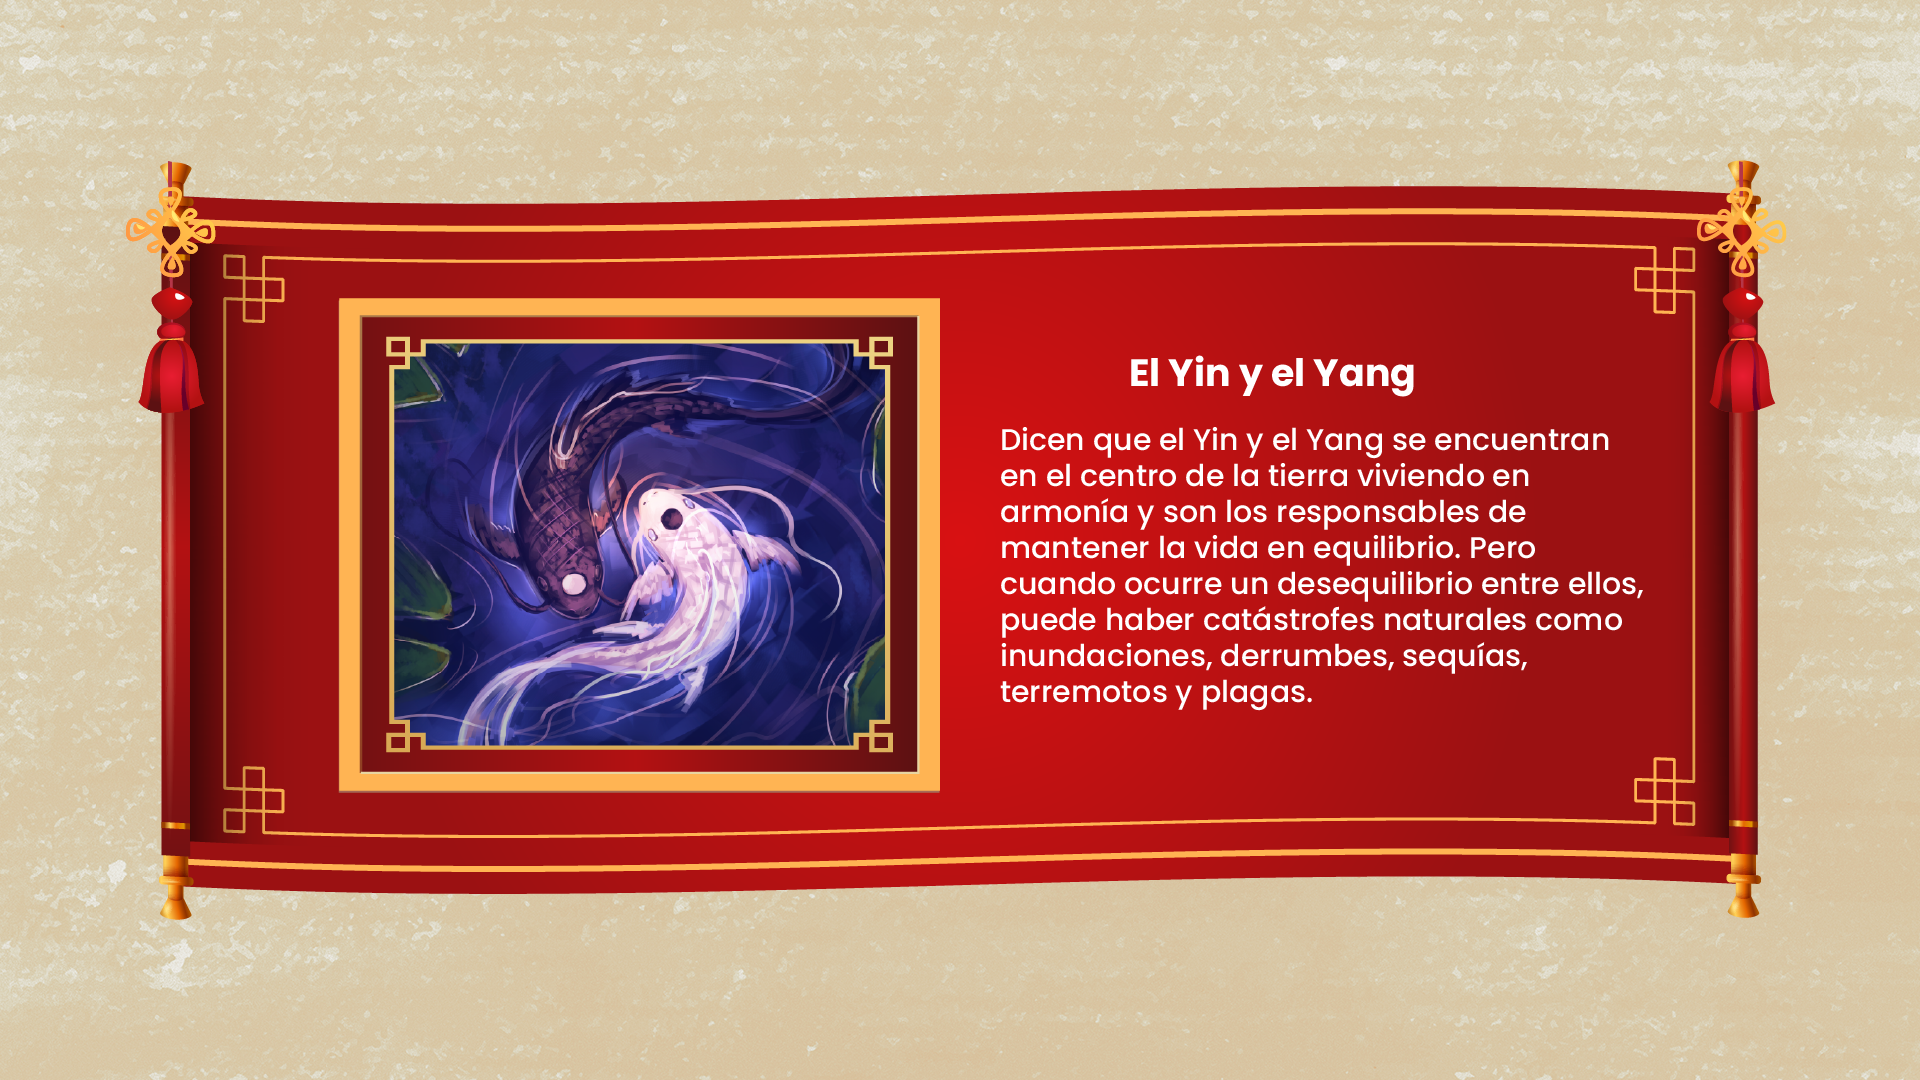 El Yin y el Yang
Dicen que el Yin y el Yang se encuentran
en el centro de la tierra viviendo en
armonía y son los responsables de
mantener la vida en equilibrio. Pero
cuando ocurre un desequilibrio entre ellos,
puede haber catástrofes naturales como
inundaciones, derrumbes, sequías,
terremotos y plagas.